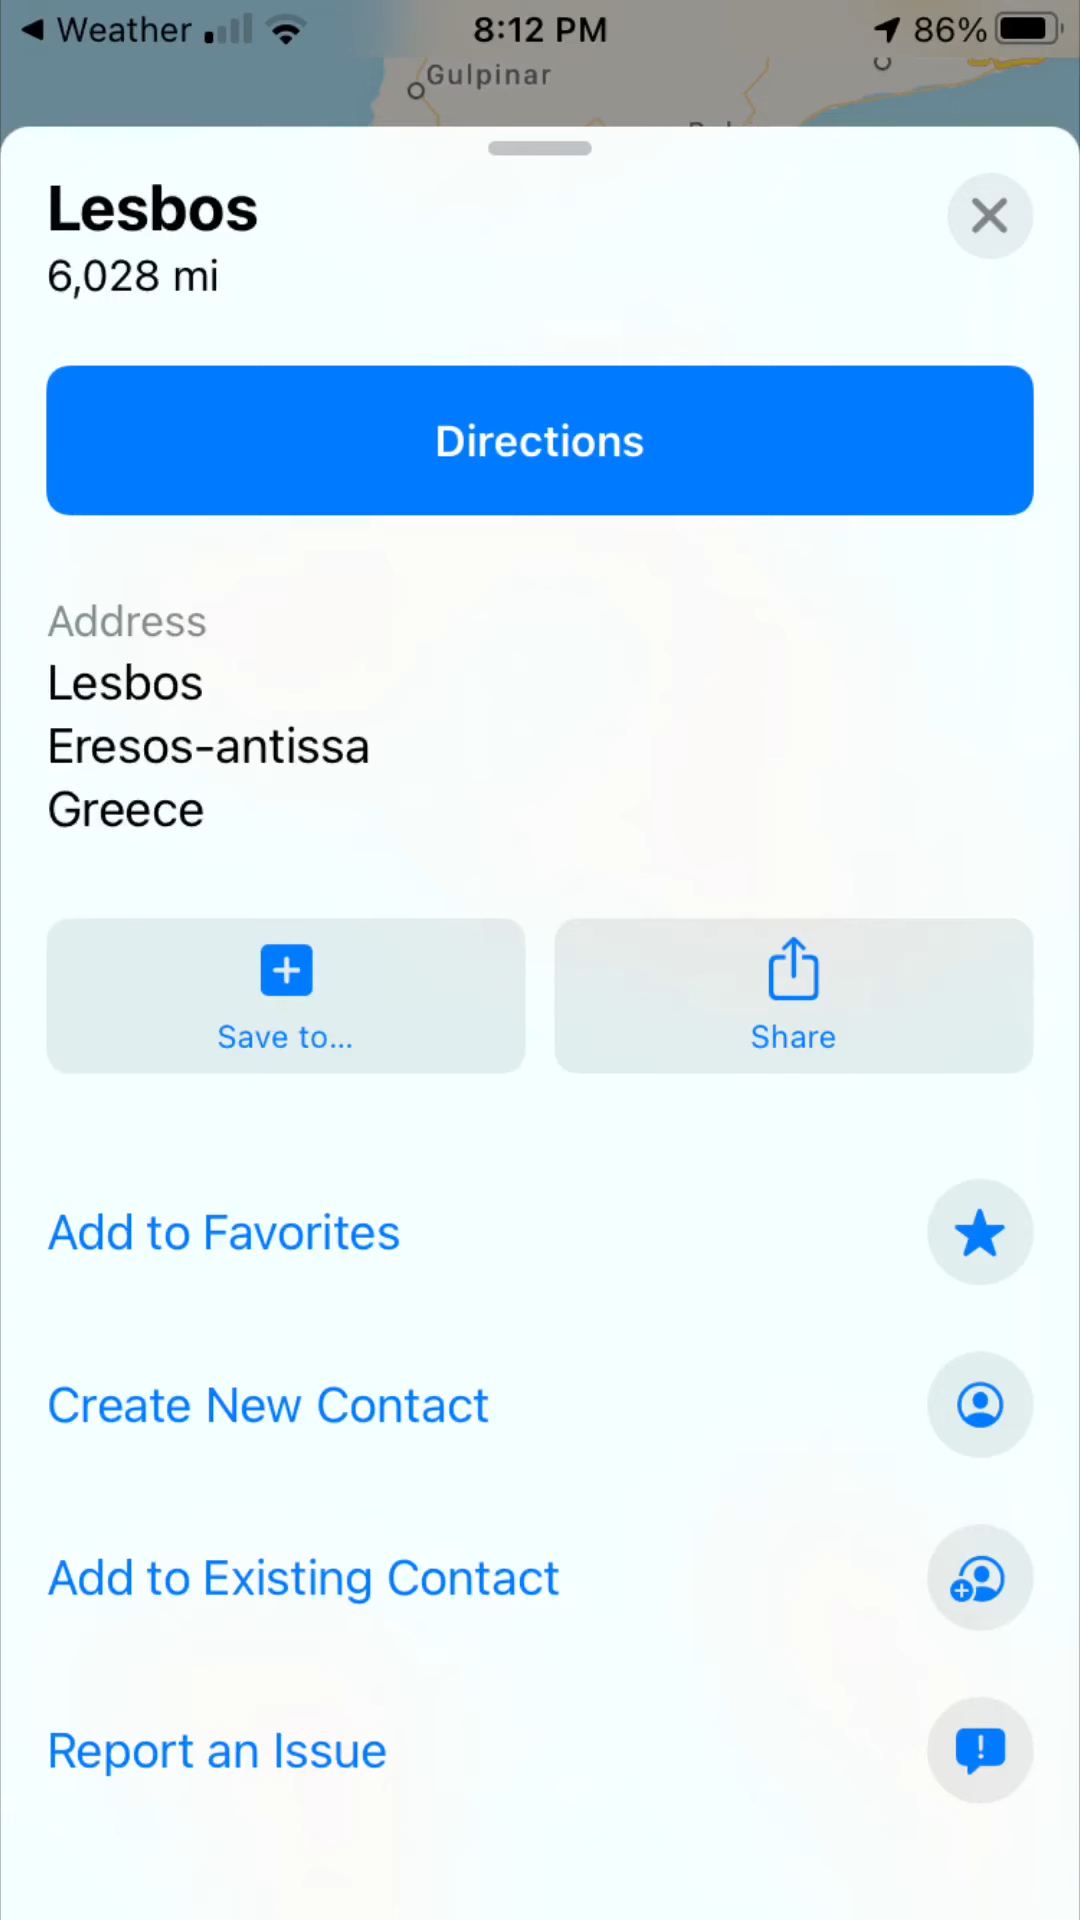 Weather
8:12 PM
86%
Gulpinar
Lesbos
6,028 mi
Directions
Address
Lesbos
Eresos-antissa
Greece
Save to...
Share
Add to Favorites
Create New Contact
Add to Existing Contact
Report an Issue